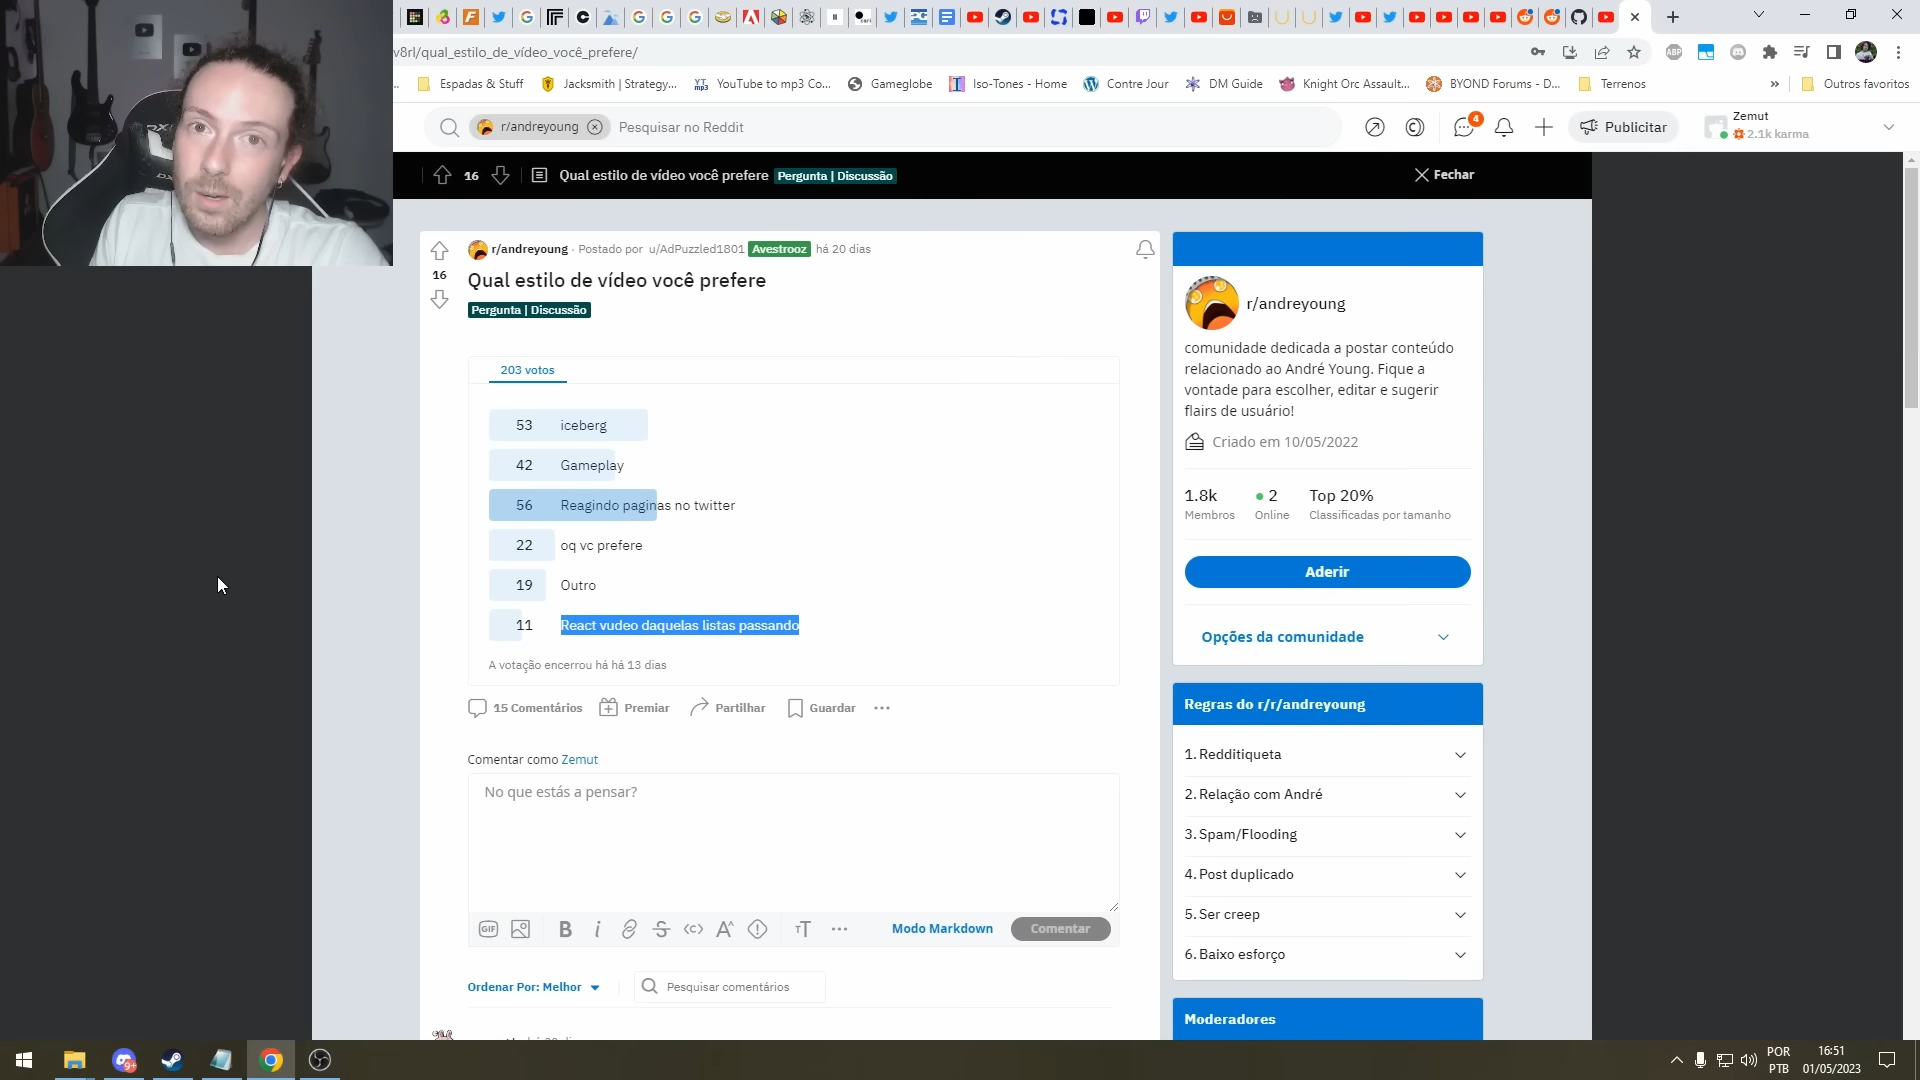 v8rl/qual_estilo_de_vídeo_você_prefere/
Espadas & Stuff
Jacksmith | Strategy...
YouTube to mp3 Co...
Gameglobe
Iso-Tones - Home
Contre Jour
DM Guide
Knight Orc Assault...
BYOND Forums - D...
Terrenos
»
Outros favoritos
r/andreyoung
Pesquisar no Reddit
4
Publicitar
Zemut
2.1k karma
16
Qual estilo de vídeo você prefere
Pergunta | Discussão
Fechar
r/andreyoung · Postado por u/AdPuzzled1801 Avestrooz há 20 dias
16
Qual estilo de vídeo você prefere
Pergunta | Discussão
203 votos
53 iceberg
42 Gameplay
56 Reagindo paginas no twitter
22 oq vc prefere
19 Outro
11 React vudeo daquelas listas passando
A votação encerrou há há 13 dias
15 Comentários
Premiar
Partilhar
Guardar
Comentar como Zemut
No que estás a pensar?
GIF
Modo Markdown
Comentar
Ordenar Por: Melhor
Pesquisar comentários
r/andreyoung
comunidade dedicada a postar conteúdo
relacionado ao André Young. Fique a
vontade para escolher, editar e sugerir
flairs de usuário!
Criado em 10/05/2022
1.8k
Membros
2
Online
Top 20%
Classificadas por tamanho
Aderir
Opções da comunidade
Regras do r/r/andreyoung
1. Redditiqueta
2. Relação com André
3. Spam/Flooding
4. Post duplicado
5. Ser creep
6. Baixo esforço
Moderadores
9+
POR
PTB
16:51
01/05/2023